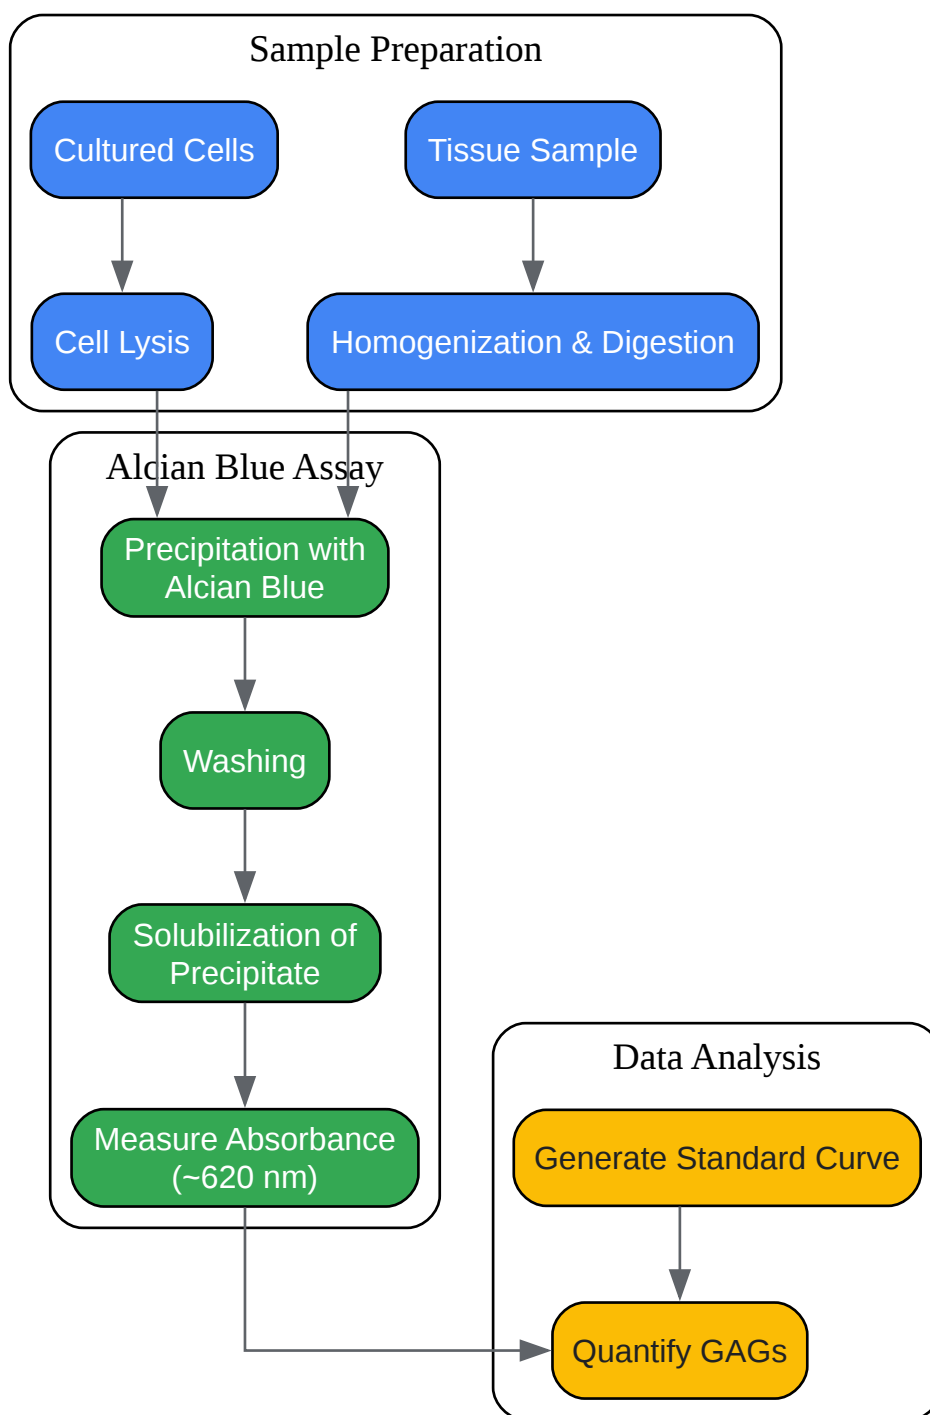 Sample Preparation
Cultured Cells
Tissue Sample
Cell Lysis
Homogenization & Digestion
Alcian Blue Assay
Precipitation with
Alcian Blue
Washing
Solubilization of
Precipitate
Measure Absorbance
(~620 nm)
Data Analysis
Generate Standard Curve
Quantify GAGs